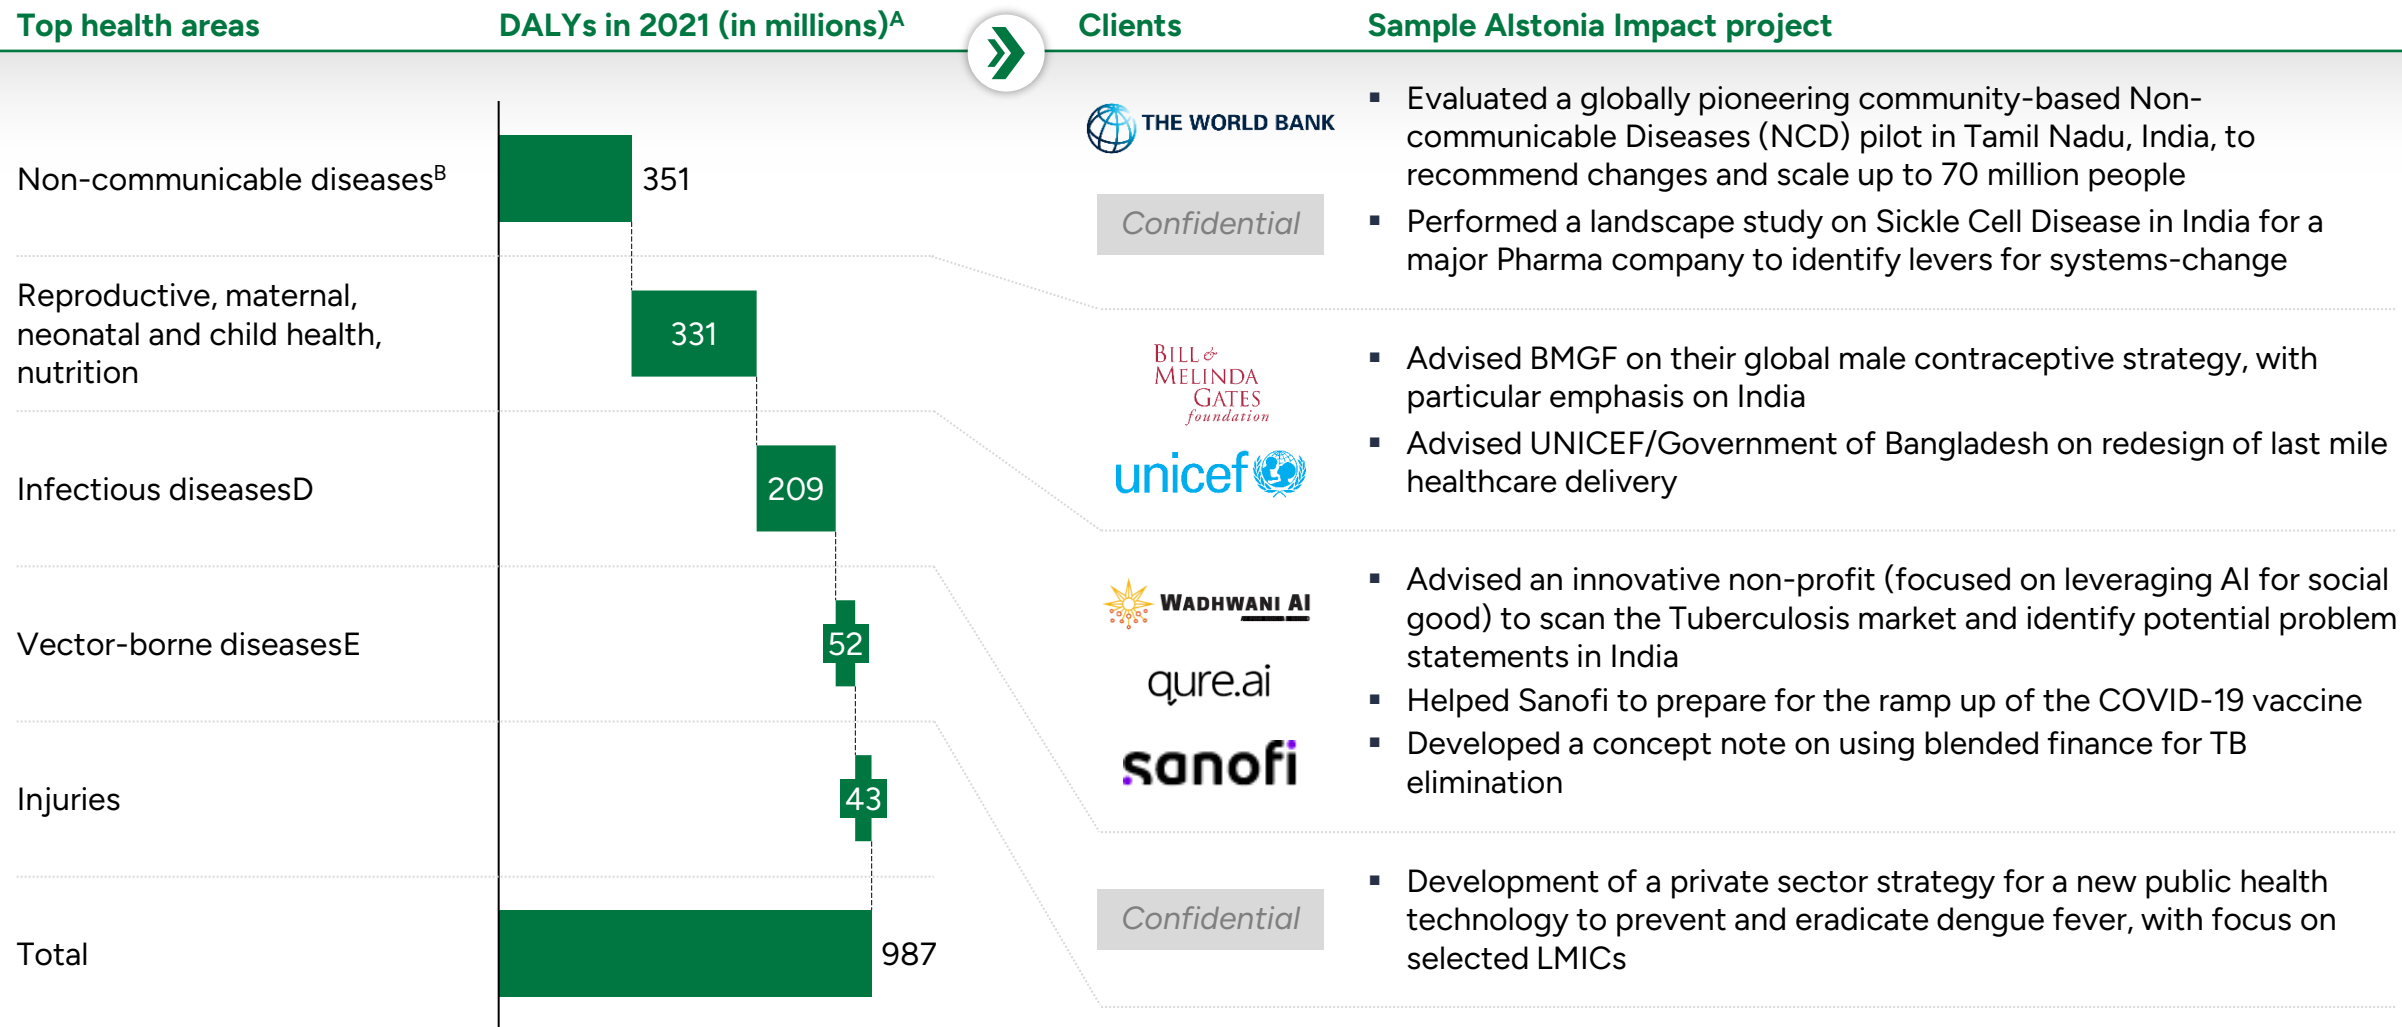 Top health areas
DALYs in 2021 (in millions)ᴬ
Clients
Sample Alstonia Impact project
Non-communicable diseasesᴮ
351
THE WORLD BANK
Confidential
▪ Evaluated a globally pioneering community-based Non-
communicable Diseases (NCD) pilot in Tamil Nadu, India, to
recommend changes and scale up to 70 million people
▪ Performed a landscape study on Sickle Cell Disease in India for a
major Pharma company to identify levers for systems-change
Reproductive, maternal,
neonatal and child health,
nutrition
331
BILL &
MELINDA
GATES
foundation
unicef
▪ Advised BMGF on their global male contraceptive strategy, with
particular emphasis on India
▪ Advised UNICEF/Government of Bangladesh on redesign of last mile
healthcare delivery
Infectious diseasesD
209
WADHWANI AI
qure.ai
sanofi
▪ Advised an innovative non-profit (focused on leveraging AI for social
good) to scan the Tuberculosis market and identify potential problem
statements in India
▪ Helped Sanofi to prepare for the ramp up of the COVID-19 vaccine
▪ Developed a concept note on using blended finance for TB
elimination
Vector-borne diseasesE
52
Confidential
▪ Development of a private sector strategy for a new public health
technology to prevent and eradicate dengue fever, with focus on
selected LMICs
Injuries
43
Total
987